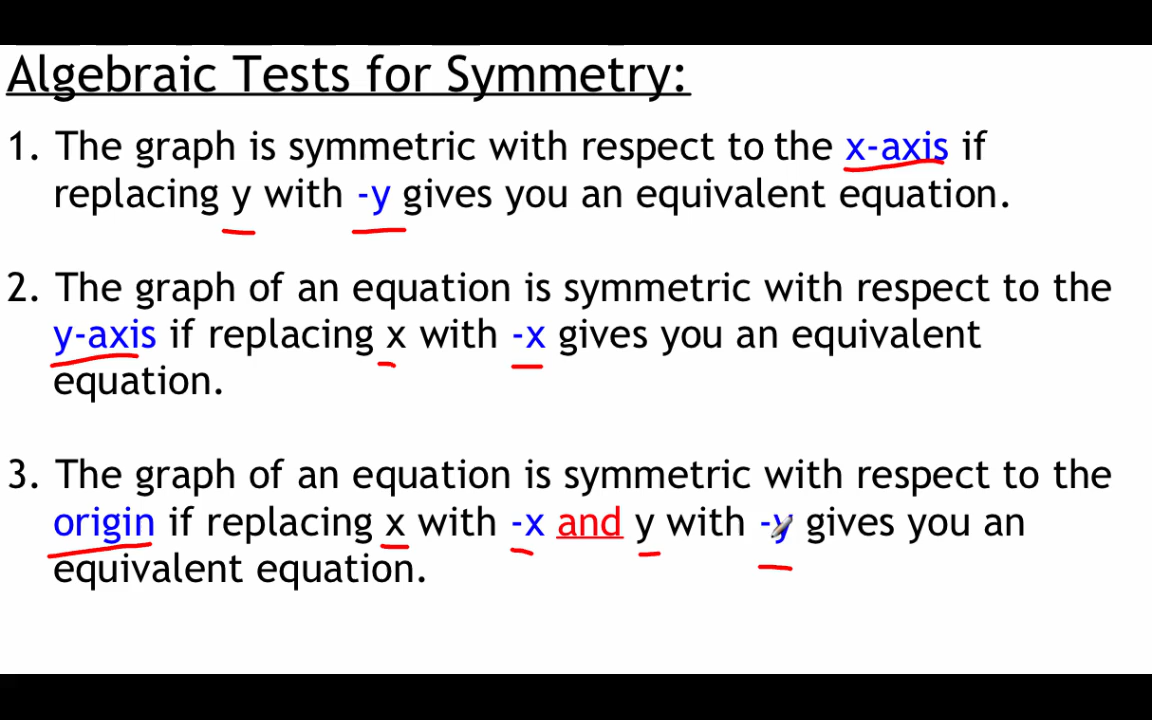 Algebraic Tests for Symmetry:
1. The graph is symmetric with respect to the x-axis if
replacing y with -y gives you an equivalent equation.
2. The graph of an equation is symmetric with respect to the
y-axis if replacing x with -x gives you an equivalent
equation.
3. The graph of an equation is symmetric with respect to the
origin if replacing x with -x and y with -y gives you an
equivalent equation.